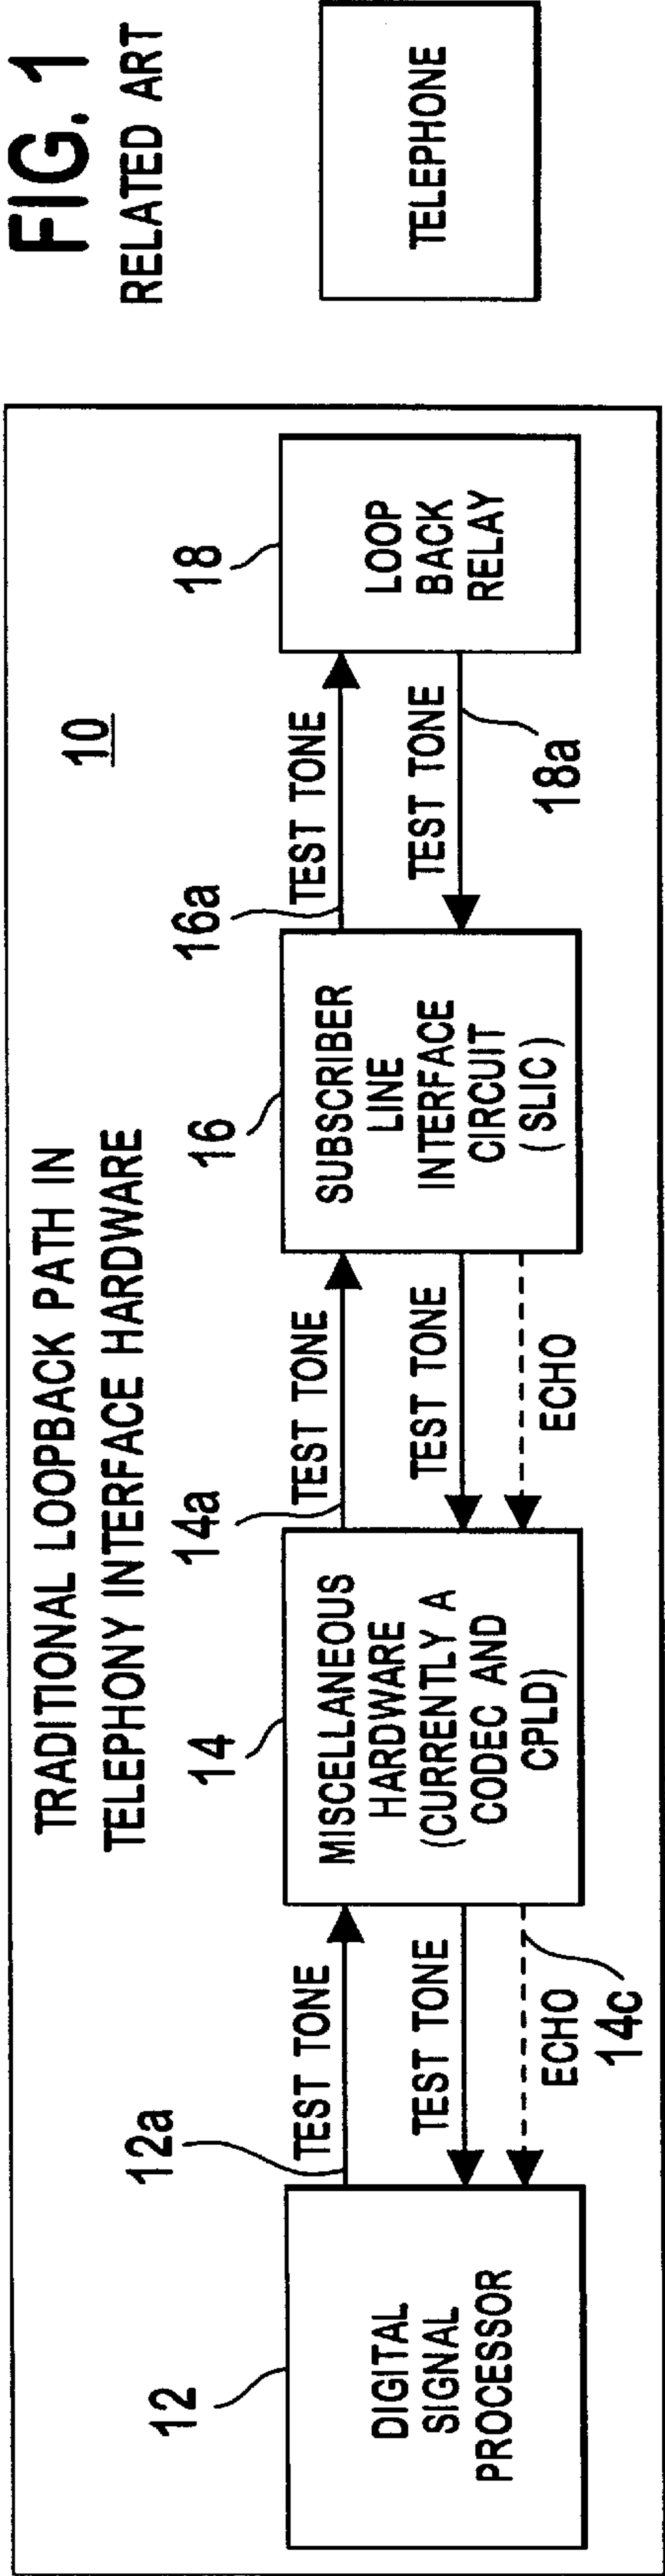 FIG. 1
RELATED ART
TRADITIONAL LOOPBACK PATH IN
TELEPHONY INTERFACE HARDWARE
10
12
DIGITAL
SIGNAL
PROCESSOR
12a
TEST TONE
TEST TONE
ECHO
14c
14
MISCELLANEOUS
HARDWARE
(CURRENTLY A
CODEC AND
CPLD)
14a
TEST TONE
TEST TONE
ECHO
16
SUBSCRIBER
LINE
INTERFACE
CIRCUIT
(SLIC)
16a
TEST TONE
TEST TONE
18a
18
LOOP
BACK
RELAY
TELEPHONE